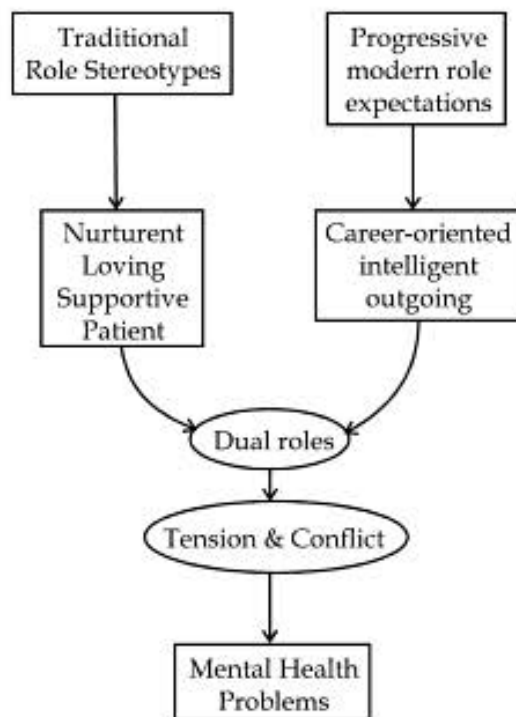 Traditional
Role Stereotypes
Progressive
modern role
expectations
Nurturent
Loving
Supportive
Patient
Career-oriented
intelligent
outgoing
Dual roles
Tension & Conflict
Mental Health
Problems